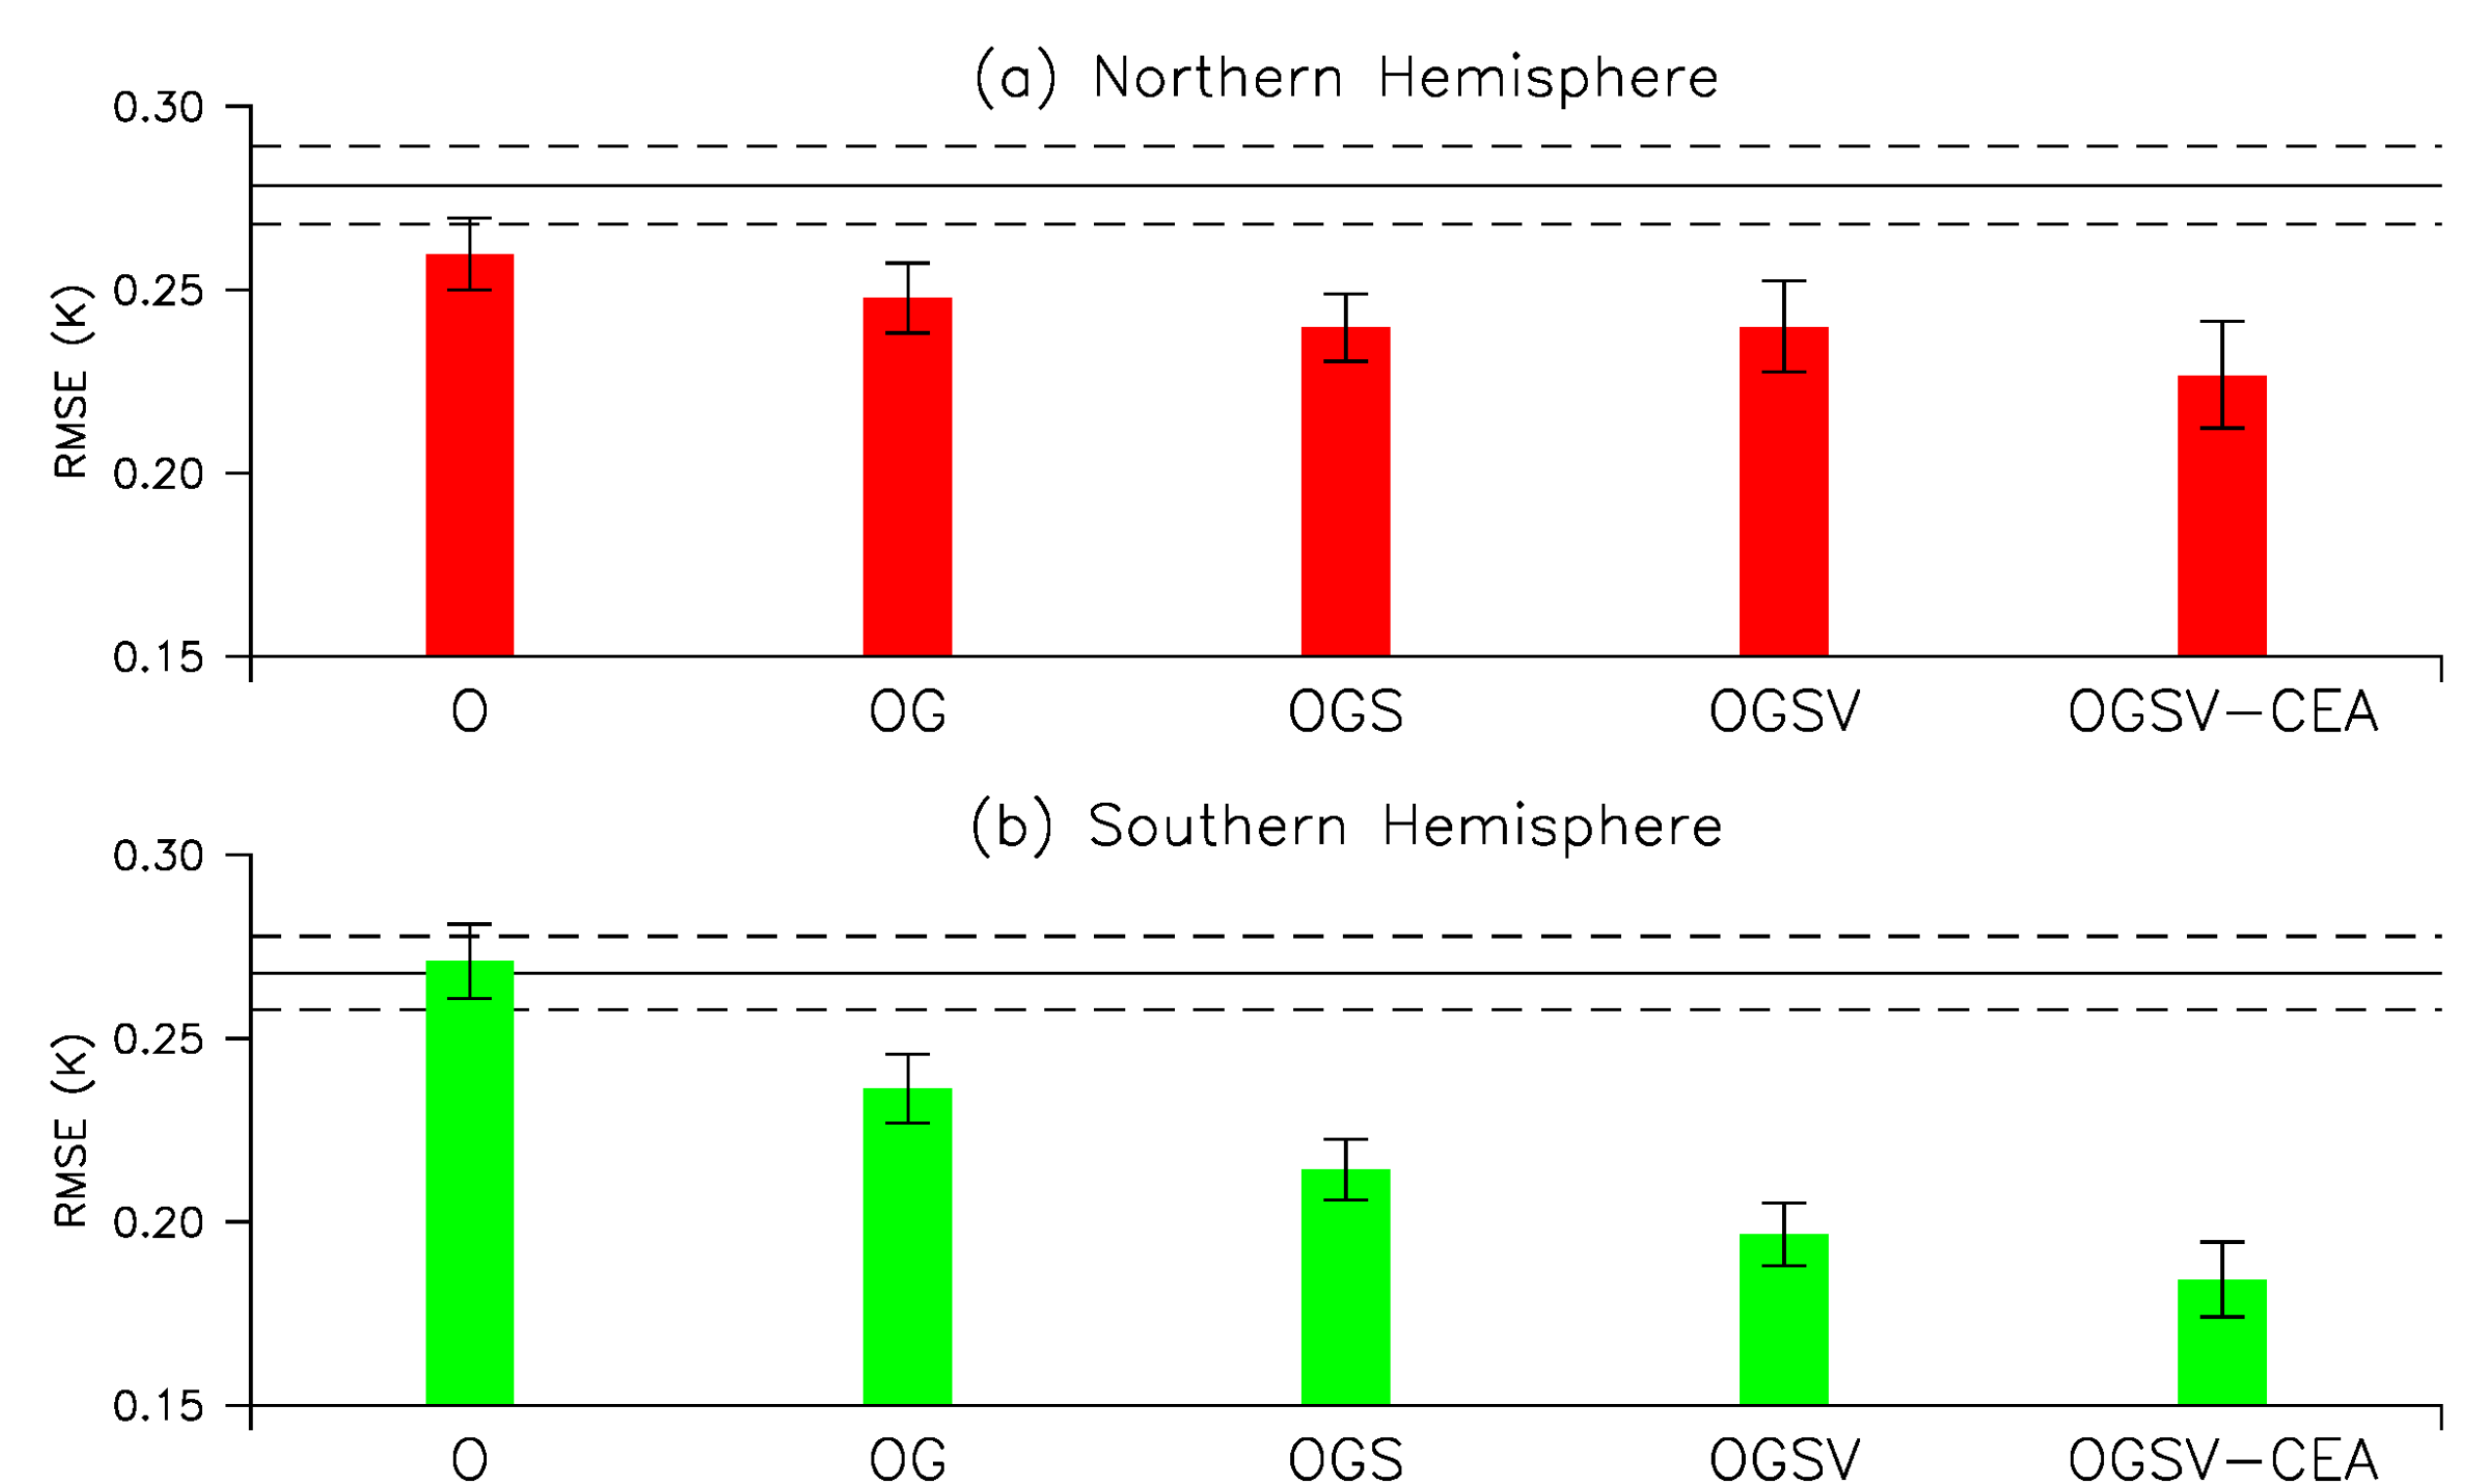 (a) Northern Hemisphere
0.30
0.25
0.20
0.15
RMSE (K)
O OG OGS OGSV OGSV-CEA
(b) Southern Hemisphere
0.30
0.25
0.20
0.15
RMSE (K)
O OG OGS OGSV OGSV-CEA